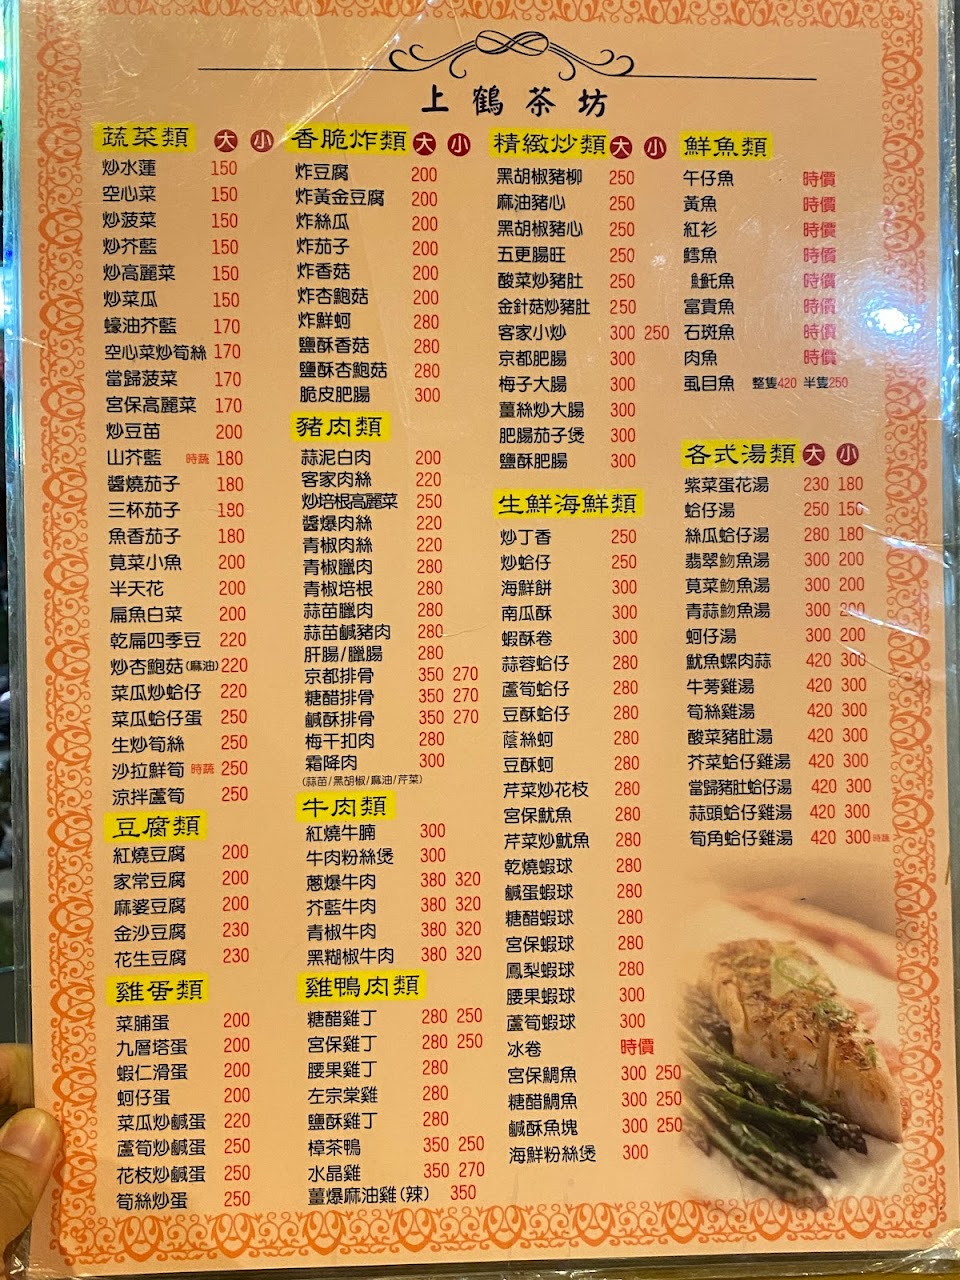 上鶴茶坊
蔬菜類 大 小
炒水蓮 150
空心菜 150
炒菠菜 150
炒芥藍 150
炒高麗菜 150
炒菜瓜 150
蠔油芥藍 170
空心菜炒筍絲 170
當歸菠菜 170
宮保高麗菜 170
炒豆苗 200
山芥藍 時蔬 180
醬燒茄子 180
三杯茄子 180
魚香茄子 180
莧菜小魚 200
半天花 200
扁魚白菜 200
乾扁四季豆 220
炒杏鮑菇(麻油) 220
菜瓜炒蛤仔 220
菜瓜蛤仔蛋 250
生炒筍絲 250
沙拉鮮筍 時蔬 250
涼拌蘆筍 250
豆腐類
紅燒豆腐 200
家常豆腐 200
麻婆豆腐 200
金沙豆腐 230
花生豆腐 230
雞蛋類
菜脯蛋 200
九層塔蛋 200
蝦仁滑蛋 200
蚵仔蛋 200
菜瓜炒鹹蛋 220
蘆筍炒鹹蛋 250
花枝炒鹹蛋 250
筍絲炒蛋 250
香脆炸類 大 小
炸豆腐 200
炸黃金豆腐 200
炸絲瓜 200
炸茄子 200
炸香菇 200
炸杏鮑菇 200
炸鮮蚵 280
鹽酥香菇 280
鹽酥杏鮑菇 280
脆皮肥腸 300
豬肉類
蒜泥白肉 200
客家肉絲 220
炒培根高麗菜 250
醬爆肉絲 220
青椒肉絲 220
青椒臘肉 280
青椒培根 280
蒜苗臘肉 280
蒜苗鹹豬肉 280
肝腸/臘腸 280
京都排骨 350 270
糖醋排骨 350 270
鹹酥排骨 350 270
梅干扣肉 280
霜降肉 300
(蒜苗/黑胡椒/麻油/芹菜)
牛肉類
紅燒牛腩 300
牛肉粉絲煲 300
蔥爆牛肉 380 320
芥藍牛肉 380 320
青椒牛肉 380 320
黑糊椒牛肉 380 320
雞鴨肉類
糖醋雞丁 280 250
宮保雞丁 280 250
腰果雞丁 280
左宗棠雞 280
鹽酥雞丁 280
樟茶鴨 350 250
水晶雞 350 270
薑爆麻油雞(辣) 350
精緻炒類 大 小
黑胡椒豬柳 250
麻油豬心 250
黑胡椒豬心 250
五更腸旺 250
酸菜炒豬肚 250
金針菇炒豬肚 250
客家小炒 300 250
京都肥腸 300
梅子大腸 300
薑絲炒大腸 300
肥腸茄子煲 300
鹽酥肥腸 300
生鮮海鮮類
炒丁香 250
炒蛤仔 250
海鮮餅 300
南瓜酥 300
蝦酥卷 300
蒜蓉蛤仔 280
蘆筍蛤仔 280
豆酥蛤仔 280
蔭絲蚵 280
豆酥蚵 280
芹菜炒花枝 280
宮保魷魚 280
芹菜炒魷魚 280
乾燒蝦球 280
鹹蛋蝦球 280
糖醋蝦球 280
宮保蝦球 280
鳳梨蝦球 280
腰果蝦球 300
蘆筍蝦球 300
冰卷 時價
宮保鯛魚 300 250
糖醋鯛魚 300 250
鹹酥魚塊 300 250
海鮮粉絲煲 300
鮮魚類
午仔魚 時價
黃魚 時價
紅衫 時價
鱈魚 時價
魠魚 時價
富貴魚 時價
石斑魚 時價
肉魚 時價
虱目魚 整隻420 半隻250
各式湯類 大 小
紫菜蛋花湯 230 180
蛤仔湯 250 150
絲瓜蛤仔湯 280 180
翡翠魩魚湯 300 200
莧菜魩魚湯 300 200
青蒜魩魚湯 300 200
蚵仔湯 300 200
魷魚螺肉蒜 420 300
牛蒡雞湯 420 300
筍絲雞湯 420 300
酸菜豬肚湯 420 300
芥菜蛤仔雞湯 420 300
當歸豬肚蛤仔湯 420 300
蒜頭蛤仔雞湯 420 300
筍角蛤仔雞湯 420 300 時蔬